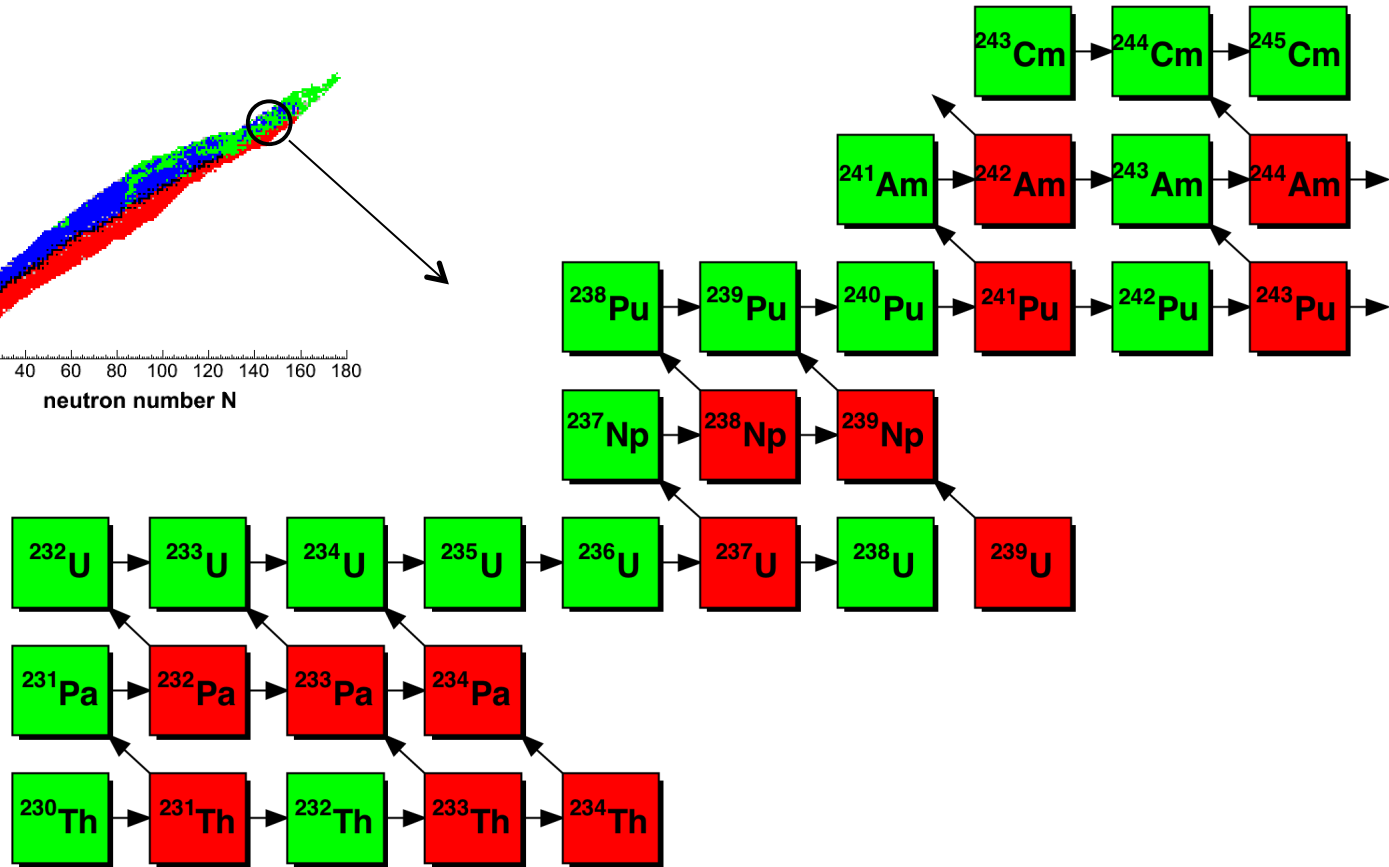 243Cm 244Cm 245Cm
241Am 242Am 243Am 244Am
238Pu 239Pu 240Pu 241Pu 242Pu 243Pu
40 60 80 100 120 140 160 180
neutron number N
237Np 238Np 239Np
232U 233U 234U 235U 236U 237U 238U 239U
231Pa 232Pa 233Pa 234Pa
230Th 231Th 232Th 233Th 234Th